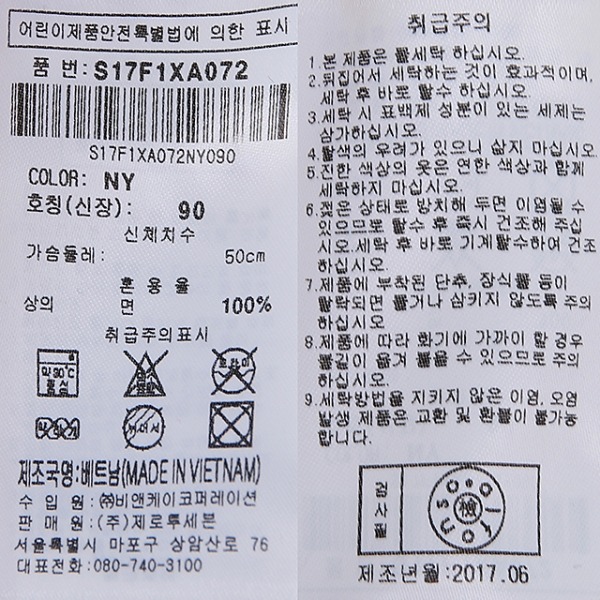 어린이제품안전특별법에 의한 표시
품 번: S17F1XA072
S17F1XA072NY090
COLOR: NY
호칭(신장): 90
신체치수
가슴둘레: 50cm
혼용율
상의 면 100%
취급주의표시
약30℃
중성
제조국명:베트남(MADE IN VIETNAM)
수 입 원: ㈜비앤케이코퍼레이션
판 매 원: (주)제로투세븐
서울특별시 마포구 상암산로 76
대표전화:080-740-3100
취급주의
1.본 제품은 물세탁 하십시오.
2.뒤집어서 세탁하는 것이 효과적이며,
세탁 후 바로 탈수 하십시오.
3.세탁 시 표백제 성분이 있는 세제는
삼가하십시오.
4.탈색의 우려가 있으니 삶지 마십시오.
5.진한 색상의 옷은 연한 색상과 함께
세탁하지 마십시오.
6.젖은 상태로 방치해 두면 이염될 수
있으므로 탈수 후 즉시 건조해 주십
시오.세탁 후 바로 기계탈수하여 건조
하십시오.
7.제품에 부착된 단추, 장식물 등이
탈락되면 물거나 삼키지 않도록 주의
하십시오
8.제품에 따라 화기에 가까이 할 경우
불길이 옮겨 붙을 수 있으므로 주의
하십시오.
9.세탁방법을 지키지 않은 이염, 오염
발생 제품은 교환 및 환불이 불가능
합니다.
검사필
檢
제조년월:2017.06